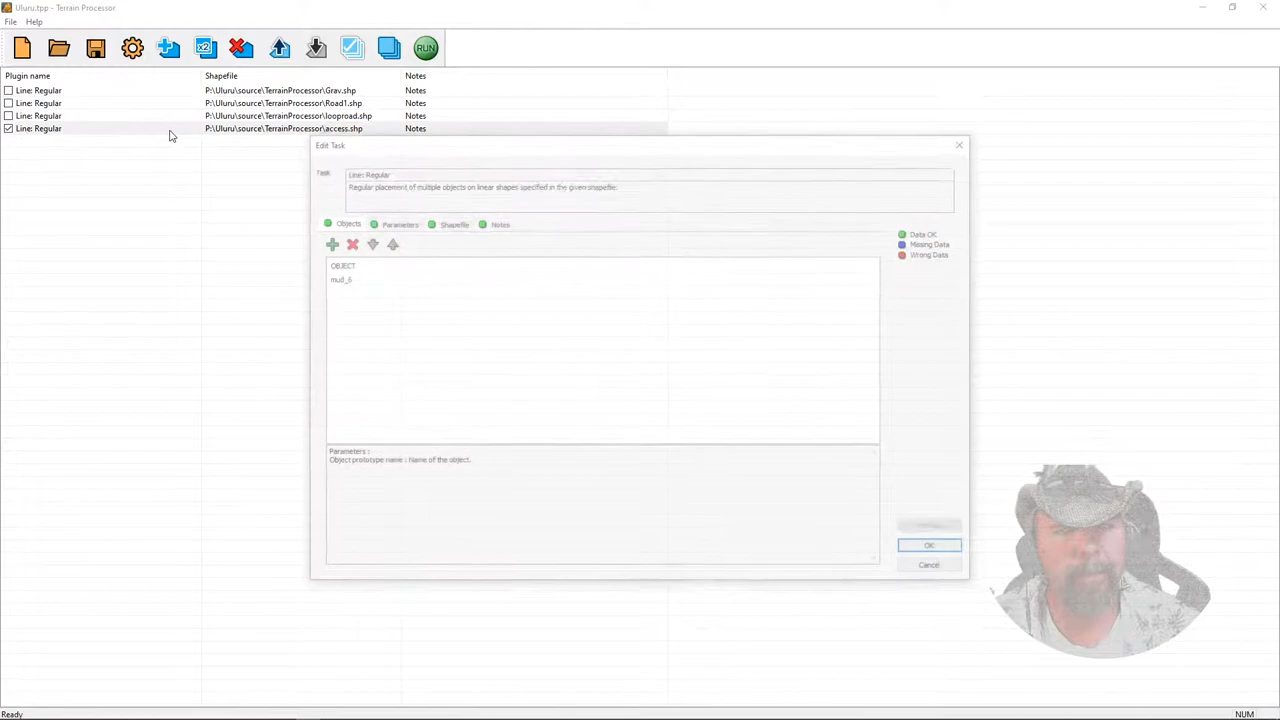 Uluru.tpp - Terrain Processor
File Help
x2 RUN
Plugin name Shapefile Notes
Line: Regular P:\Uluru\source\TerrainProcessor\Grav.shp Notes
Line: Regular P:\Uluru\source\TerrainProcessor\Road1.shp Notes
Line: Regular P:\Uluru\source\TerrainProcessor\looproad.shp Notes
Line: Regular P:\Uluru\source\TerrainProcessor\access.shp Notes
Edit Task
Task Line: Regular
Regular placement of multiple objects on linear shapes specified in the given shapefile.
Objects Parameters Shapefile Notes
Data OK
Missing Data
Wrong Data
OBJECT
mud_6
Parameters :
Object prototype name : Name of the object.
OK
Cancel
Ready NUM